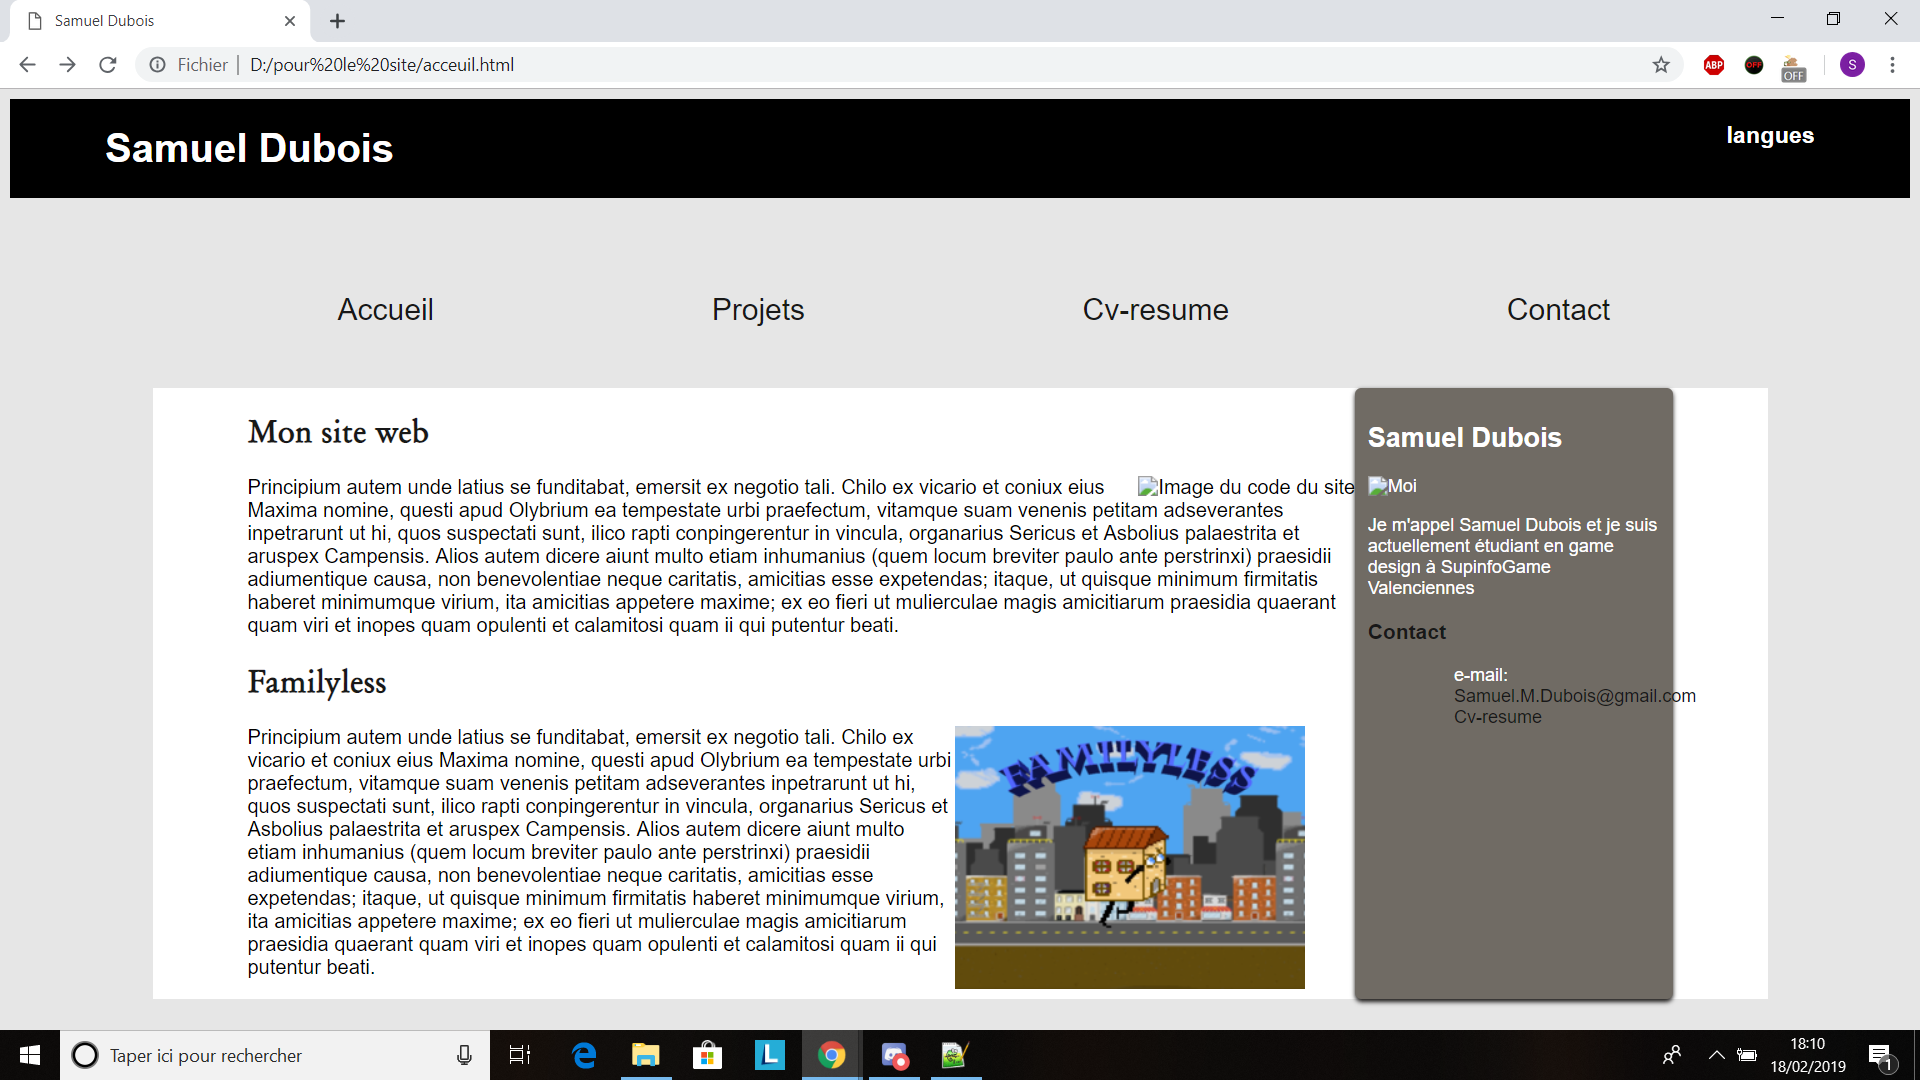 Samuel Dubois
Fichier | D:/pour%20le%20site/acceuil.html
ABP
OFF
OFF
S
Samuel Dubois
langues
Accueil
Projets
Cv-resume
Contact
Mon site web
Principium autem unde latius se funditabat, emersit ex negotio tali. Chilo ex vicario et coniux eius
Image du code du site
Maxima nomine, questi apud Olybrium ea tempestate urbi praefectum, vitamque suam venenis petitam adseverantes
inpetrarunt ut hi, quos suspectati sunt, ilico rapti conpingerentur in vincula, organarius Sericus et Asbolius palaestrita et
aruspex Campensis. Alios autem dicere aiunt multo etiam inhumanius (quem locum breviter paulo ante perstrinxi) praesidii
adiumentique causa, non benevolentiae neque caritatis, amicitias esse expetendas; itaque, ut quisque minimum firmitatis
haberet minimumque virium, ita amicitias appetere maxime; ex eo fieri ut mulierculae magis amicitiarum praesidia quaerant
quam viri et inopes quam opulenti et calamitosi quam ii qui putentur beati.
Familyless
Principium autem unde latius se funditabat, emersit ex negotio tali. Chilo ex
vicario et coniux eius Maxima nomine, questi apud Olybrium ea tempestate urbi
praefectum, vitamque suam venenis petitam adseverantes inpetrarunt ut hi,
quos suspectati sunt, ilico rapti conpingerentur in vincula, organarius Sericus et
Asbolius palaestrita et aruspex Campensis. Alios autem dicere aiunt multo
etiam inhumanius (quem locum breviter paulo ante perstrinxi) praesidii
adiumentique causa, non benevolentiae neque caritatis, amicitias esse
expetendas; itaque, ut quisque minimum firmitatis haberet minimumque virium,
ita amicitias appetere maxime; ex eo fieri ut mulierculae magis amicitiarum
praesidia quaerant quam viri et inopes quam opulenti et calamitosi quam ii qui
putentur beati.
FAMILYLESS
Samuel Dubois
Moi
Je m'appel Samuel Dubois et je suis
actuellement étudiant en game
design à SupinfoGame
Valenciennes
Contact
e-mail:
Samuel.M.Dubois@gmail.com
Cv-resume
Taper ici pour rechercher
L
18:10
18/02/2019
1